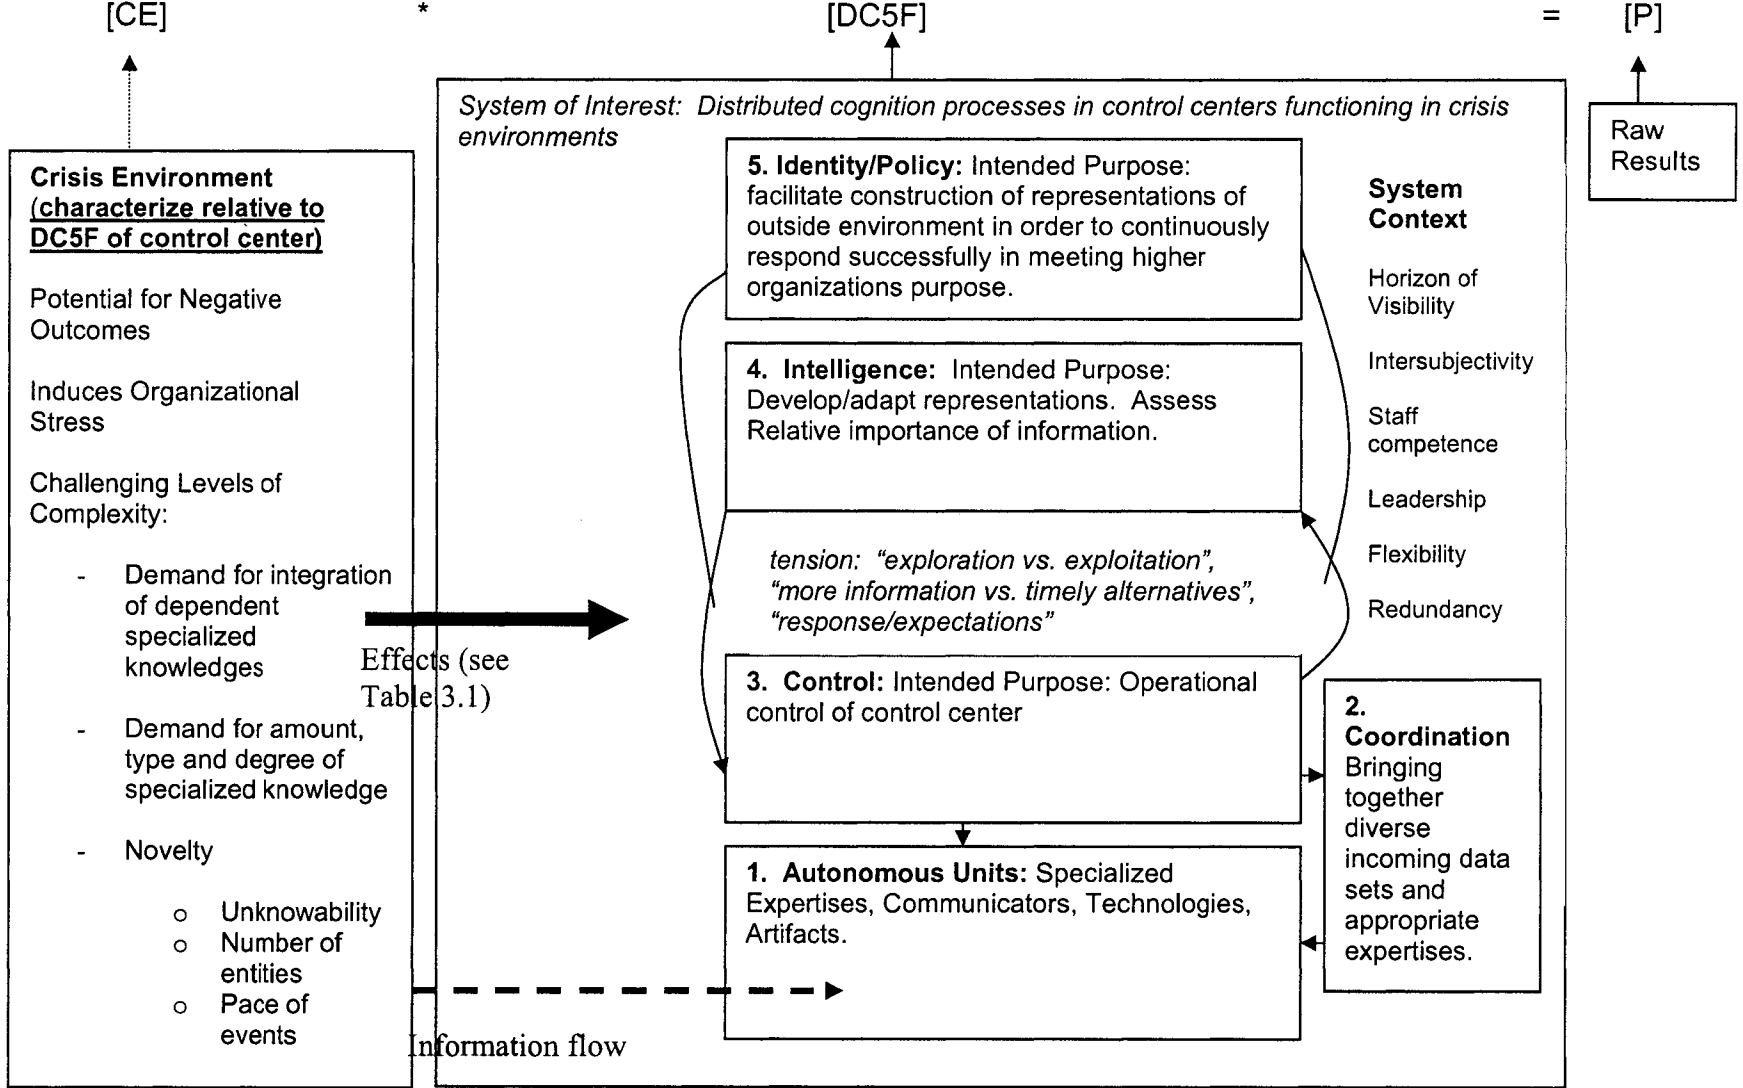 [CE] * [DC5F] = [P]
System of Interest: Distributed cognition processes in control centers functioning in crisis
environments
Raw
Results
Crisis Environment
(characterize relative to
DC5F of control center)
Potential for Negative
Outcomes
Induces Organizational
Stress
Challenging Levels of
Complexity:
- Demand for integration
of dependent
specialized
knowledges
- Demand for amount,
type and degree of
specialized knowledge
- Novelty
o Unknowability
o Number of
entities
o Pace of
events
Effects (see
Table 3.1)
Information flow
5. Identity/Policy: Intended Purpose:
facilitate construction of representations of
outside environment in order to continuously
respond successfully in meeting higher
organizations purpose.
4. Intelligence: Intended Purpose:
Develop/adapt representations. Assess
Relative importance of information.
tension: “exploration vs. exploitation”,
“more information vs. timely alternatives”,
“response/expectations”
3. Control: Intended Purpose: Operational
control of control center
1. Autonomous Units: Specialized
Expertises, Communicators, Technologies,
Artifacts.
System
Context
Horizon of
Visibility
Intersubjectivity
Staff
competence
Leadership
Flexibility
Redundancy
2.
Coordination
Bringing
together
diverse
incoming data
sets and
appropriate
expertises.